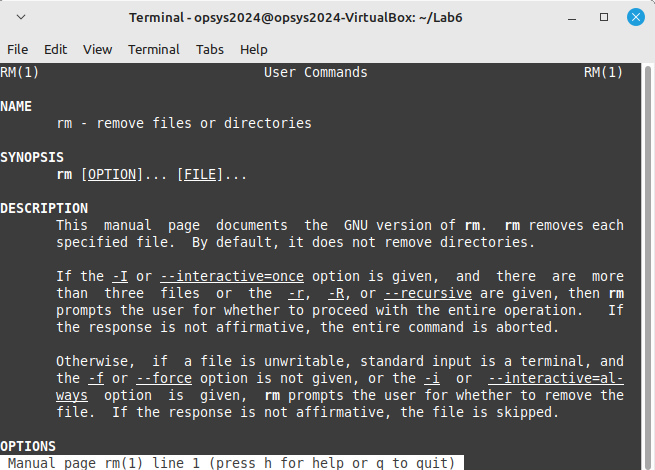 Terminal - opsys2024@opsys2024-VirtualBox: ~/Lab6
File Edit View Terminal Tabs Help
RM(1) User Commands RM(1)
NAME
rm - remove files or directories
SYNOPSIS
rm [OPTION]... [FILE]...
DESCRIPTION
This manual page documents the GNU version of rm. rm removes each
specified file. By default, it does not remove directories.
If the -I or --interactive=once option is given, and there are more
than three files or the -r, -R, or --recursive are given, then rm
prompts the user for whether to proceed with the entire operation. If
the response is not affirmative, the entire command is aborted.
Otherwise, if a file is unwritable, standard input is a terminal, and
the -f or --force option is not given, or the -i or --interactive=al-
ways option is given, rm prompts the user for whether to remove the
file. If the response is not affirmative, the file is skipped.
OPTIONS
Manual page rm(1) line 1 (press h for help or q to quit)